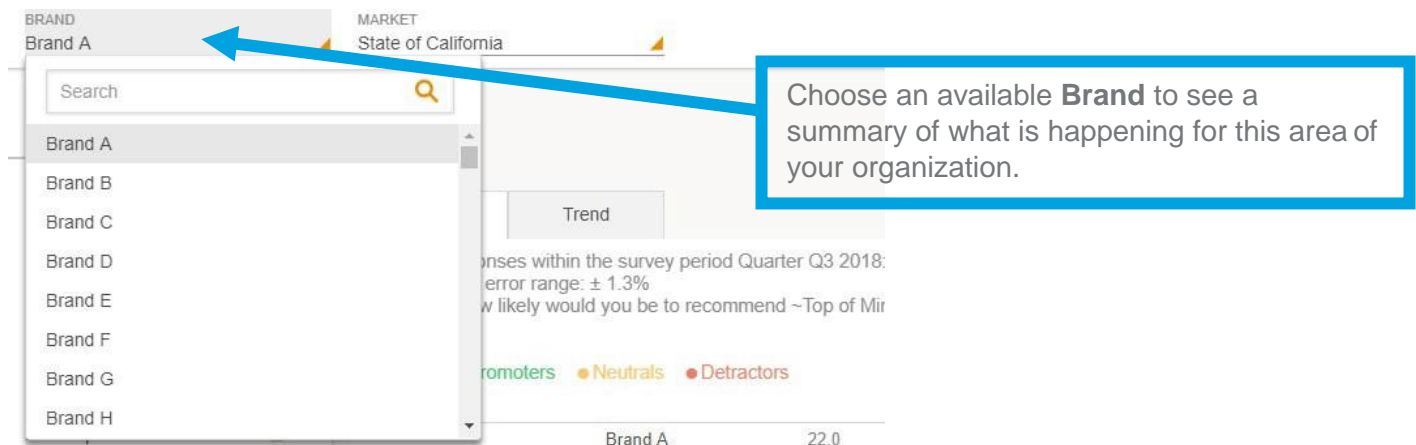 BRAND
MARKET
Brand A
State of California
Search
Choose an available Brand to see a
summary of what is happening for this area of
your organization.
Brand A
Brand B
Brand C
Brand D
Brand E
Brand F
Brand G
Brand H
Trend
within the survey period Quarter Q3 2018:
error range: ± 1.3%
likely would you be to recommend ~Top of
Neutrals
Detractors
Brand A
22.0